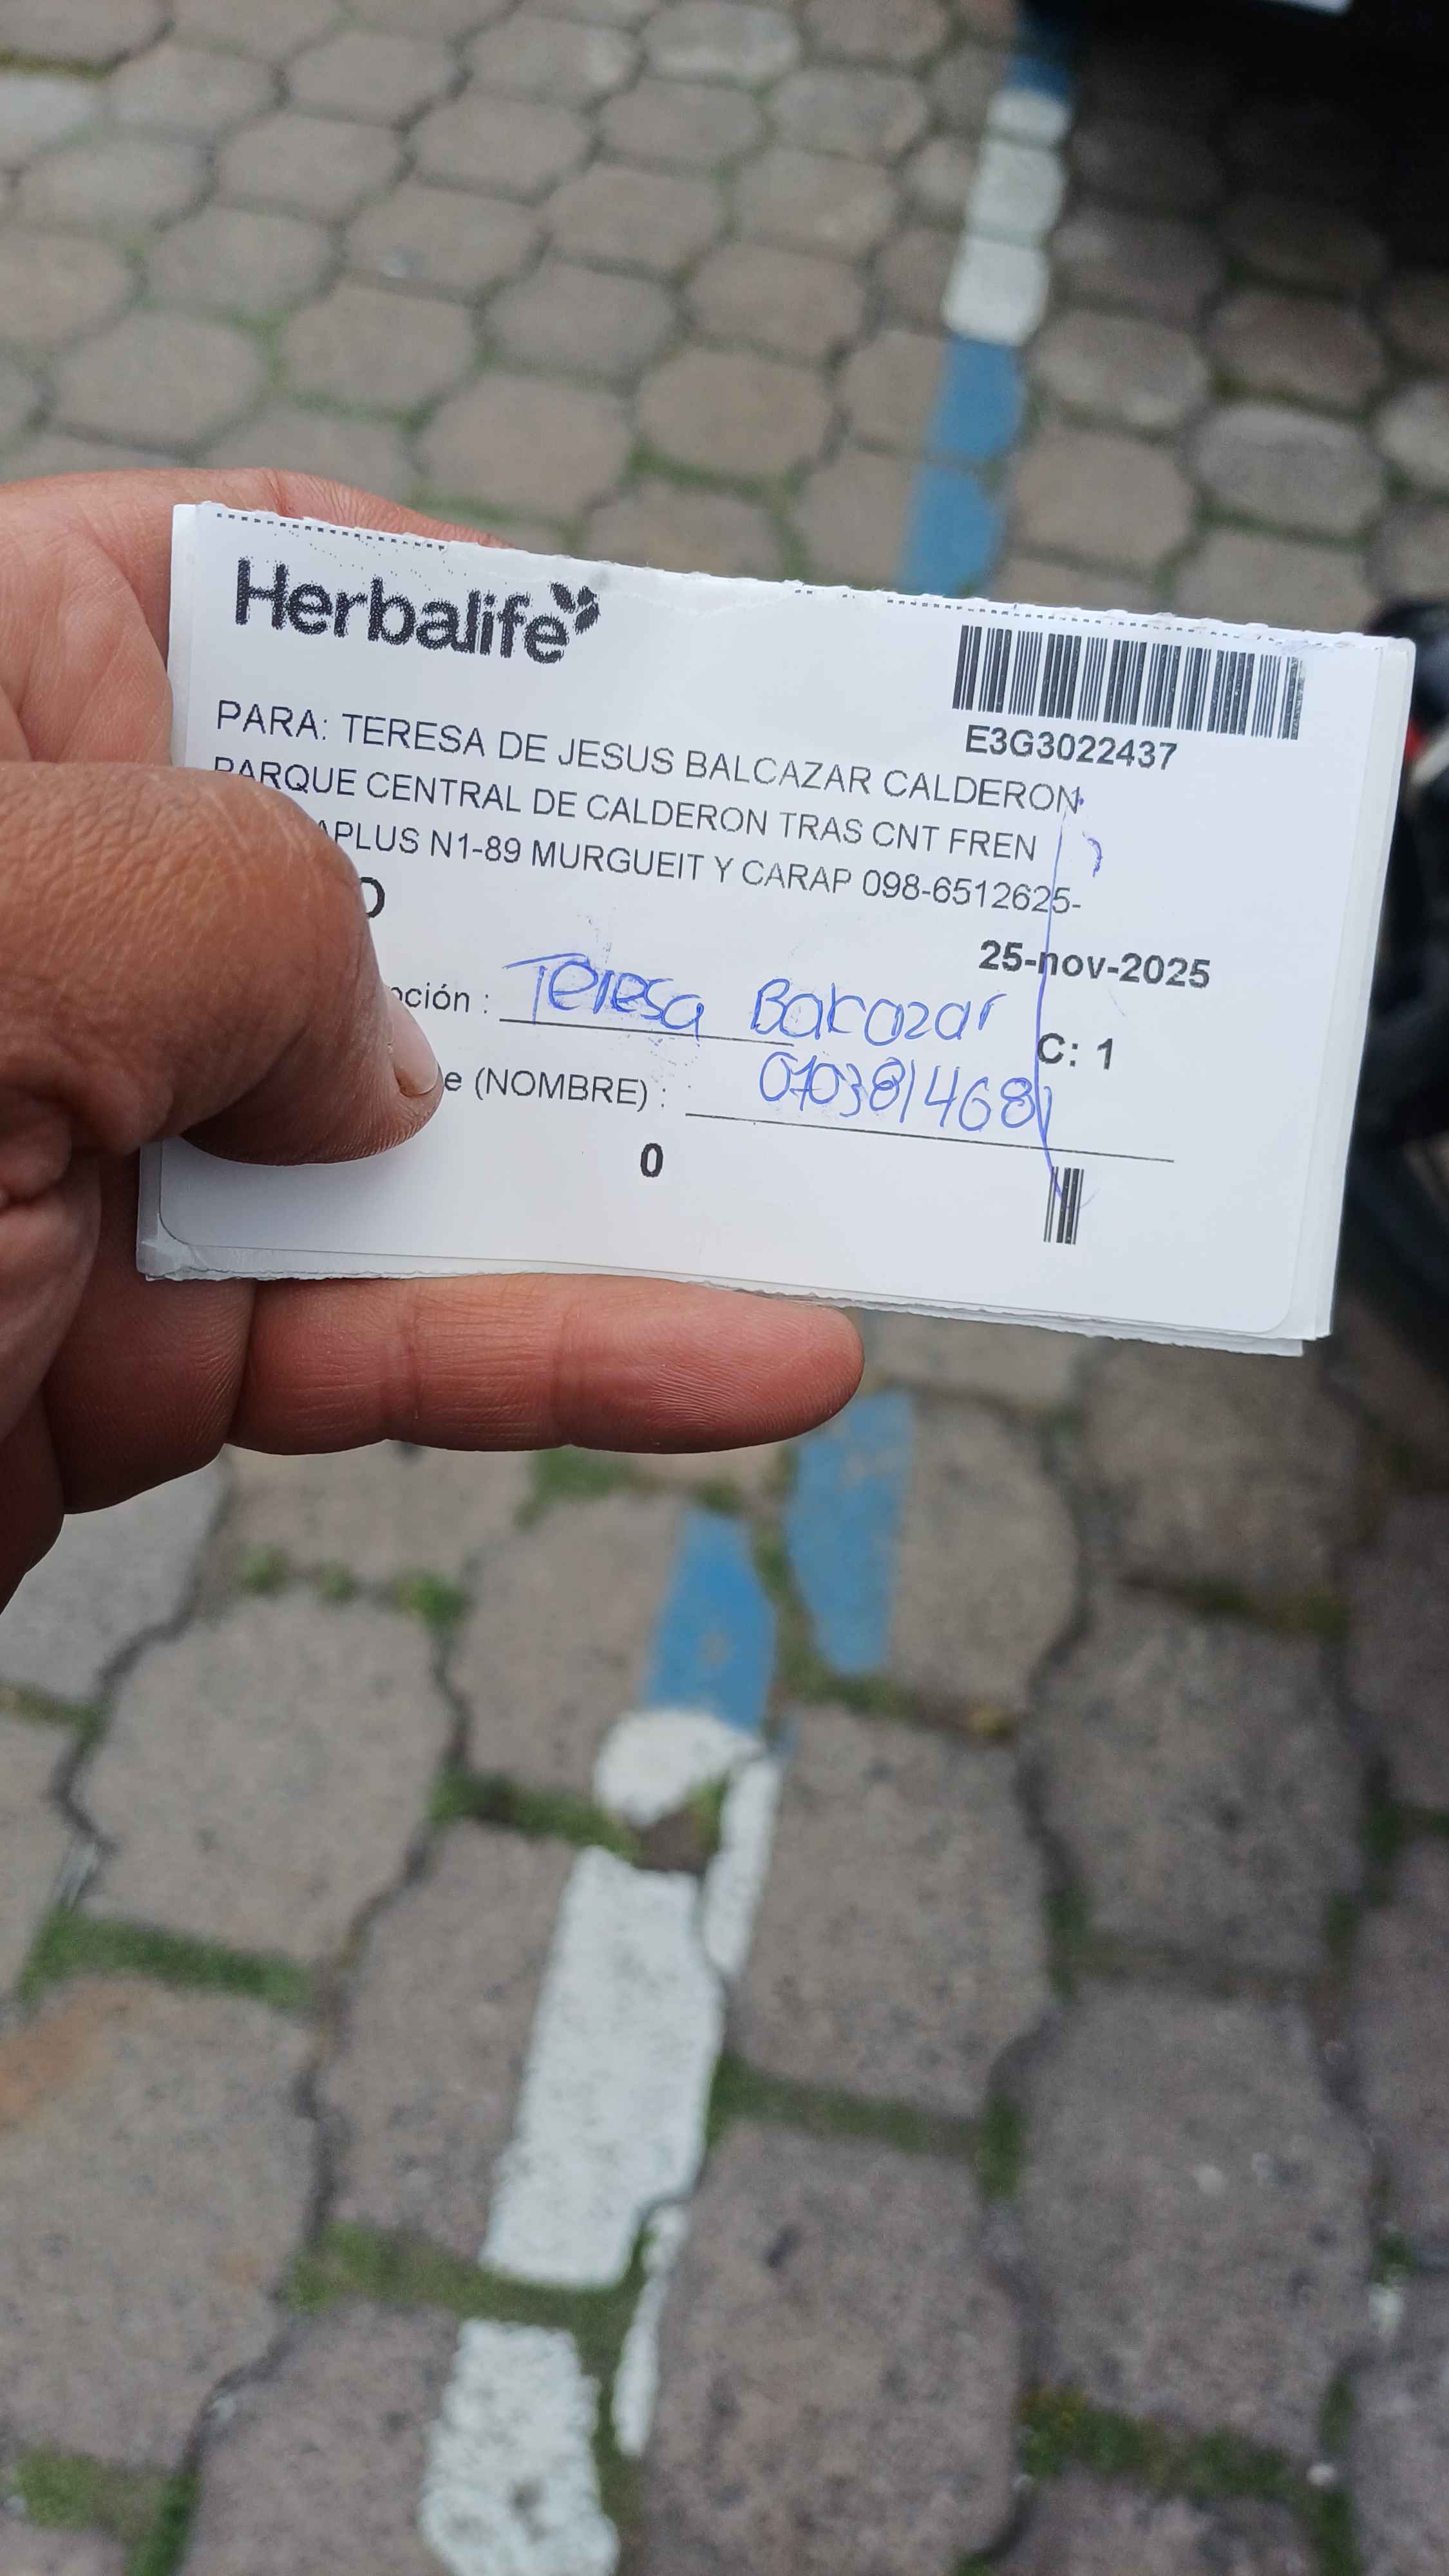 Herbalife
E3G3022437
PARA: TERESA DE JESUS BALCAZAR CALDERON
PARQUE CENTRAL DE CALDERON TRAS CNT FREN
APLUS N1-89 MURGUEIT Y CARAP 098-6512625-
O
25-nov-2025
pción : Teresa Balcazar
C: 1
e (NOMBRE) : 0703814681
0